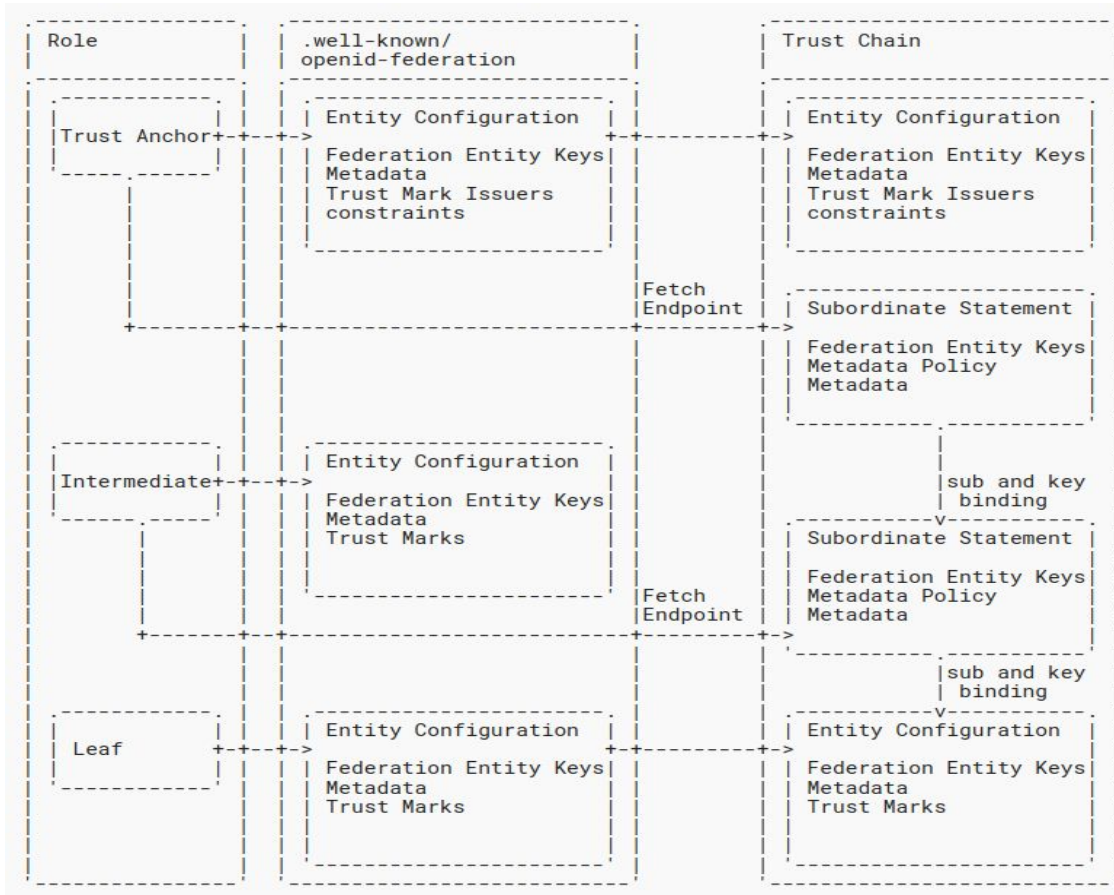 Role
.well-known/
openid-federation
Trust Chain
Trust Anchor
Entity Configuration
Federation Entity Keys
Metadata
Trust Mark Issuers
constraints
Entity Configuration
Federation Entity Keys
Metadata
Trust Mark Issuers
constraints
Fetch
Endpoint
Subordinate Statement
Federation Entity Keys
Metadata Policy
Metadata
Intermediate
Entity Configuration
Federation Entity Keys
Metadata
Trust Marks
sub and key
binding
Fetch
Endpoint
Subordinate Statement
Federation Entity Keys
Metadata Policy
Metadata
sub and key
binding
Leaf
Entity Configuration
Federation Entity Keys
Metadata
Trust Marks
Entity Configuration
Federation Entity Keys
Metadata
Trust Marks